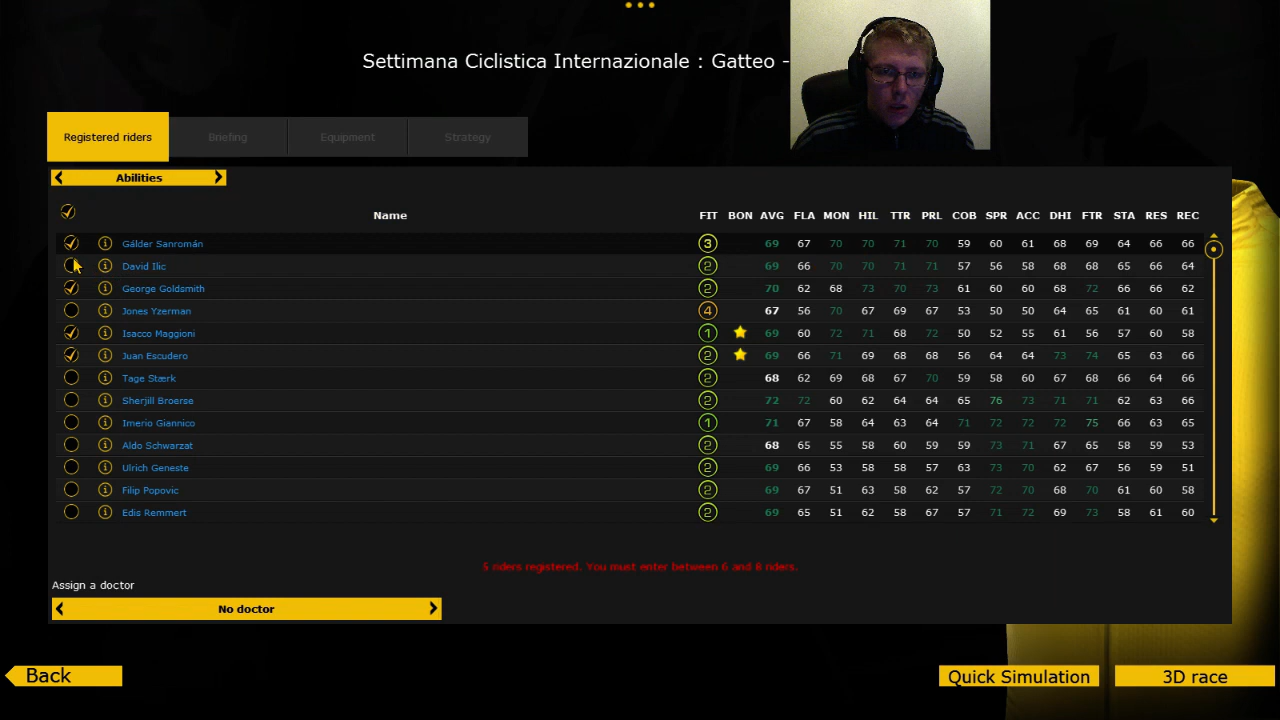 Settimana Ciclistica Internazionale : Gatteo -
Registered riders Briefing Equipment Strategy
Abilities
Name FIT BON AVG FLA MON HIL TTR PRL COB SPR ACC DHI FTR STA RES REC
Gálder Sanromán 3 69 67 70 70 71 70 59 60 61 68 69 64 66 66
David Ilic 2 69 66 70 70 71 71 57 56 58 68 68 65 66 64
George Goldsmith 2 70 62 68 73 70 73 61 60 60 68 72 66 66 62
Jones Yzerman 4 67 56 70 67 69 67 53 50 50 64 65 61 60 61
Isacco Maggioni 1 69 60 72 71 68 72 50 52 55 61 56 57 60 58
Juan Escudero 2 69 66 71 69 68 68 56 64 64 73 74 65 63 66
Tage Stærk 2 68 62 69 68 67 70 59 58 60 67 68 66 64 66
Sherjill Broerse 2 72 72 60 62 64 64 65 76 73 71 71 62 63 66
Imerio Giannico 1 71 67 58 64 63 64 71 72 72 72 75 66 63 65
Aldo Schwarzat 2 68 65 55 58 60 59 59 73 71 67 65 58 59 53
Ulrich Geneste 2 69 66 53 58 58 57 63 73 70 62 67 56 59 51
Filip Popovic 2 69 67 51 63 58 62 57 72 70 68 70 61 60 58
Edis Remmert 2 69 65 51 62 58 67 57 71 72 69 73 58 61 60
5 riders registered. You must enter between 6 and 8 riders.
Assign a doctor
No doctor
Back Quick Simulation 3D race